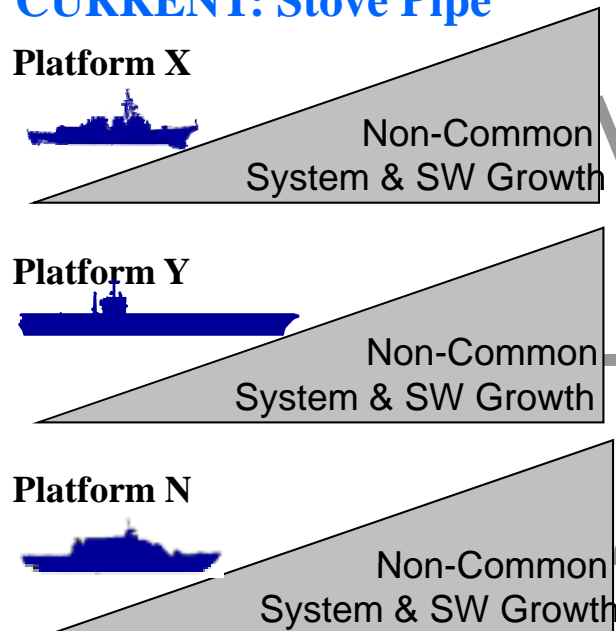 CURRENT: Stove Pipe
Platform X
Non-Common
System & SW Growth
Platform Y
Non-Common
System & SW Growth
Platform N
Non-Common
System & SW Growth